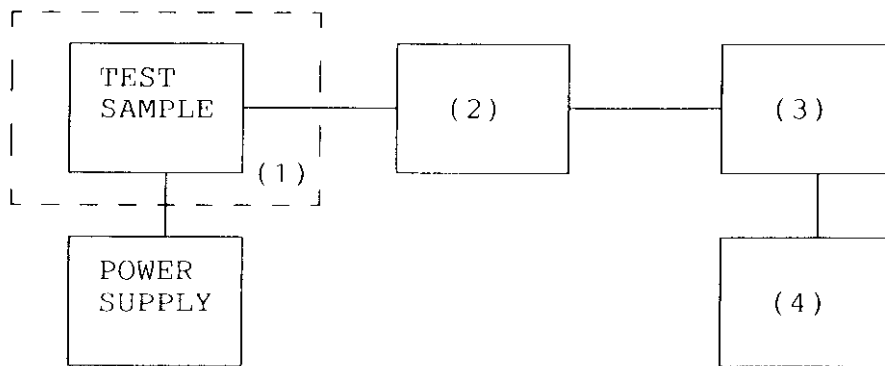 TEST
SAMPLE
(1)
(2)
(3)
POWER
SUPPLY
(4)